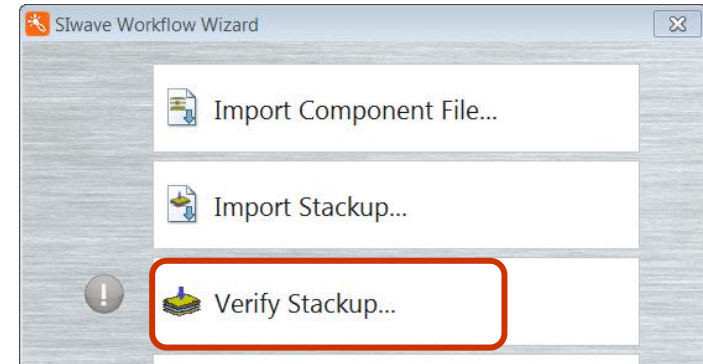 SIwave Workflow Wizard
Import Component File...
Import Stackup...
Verify Stackup...